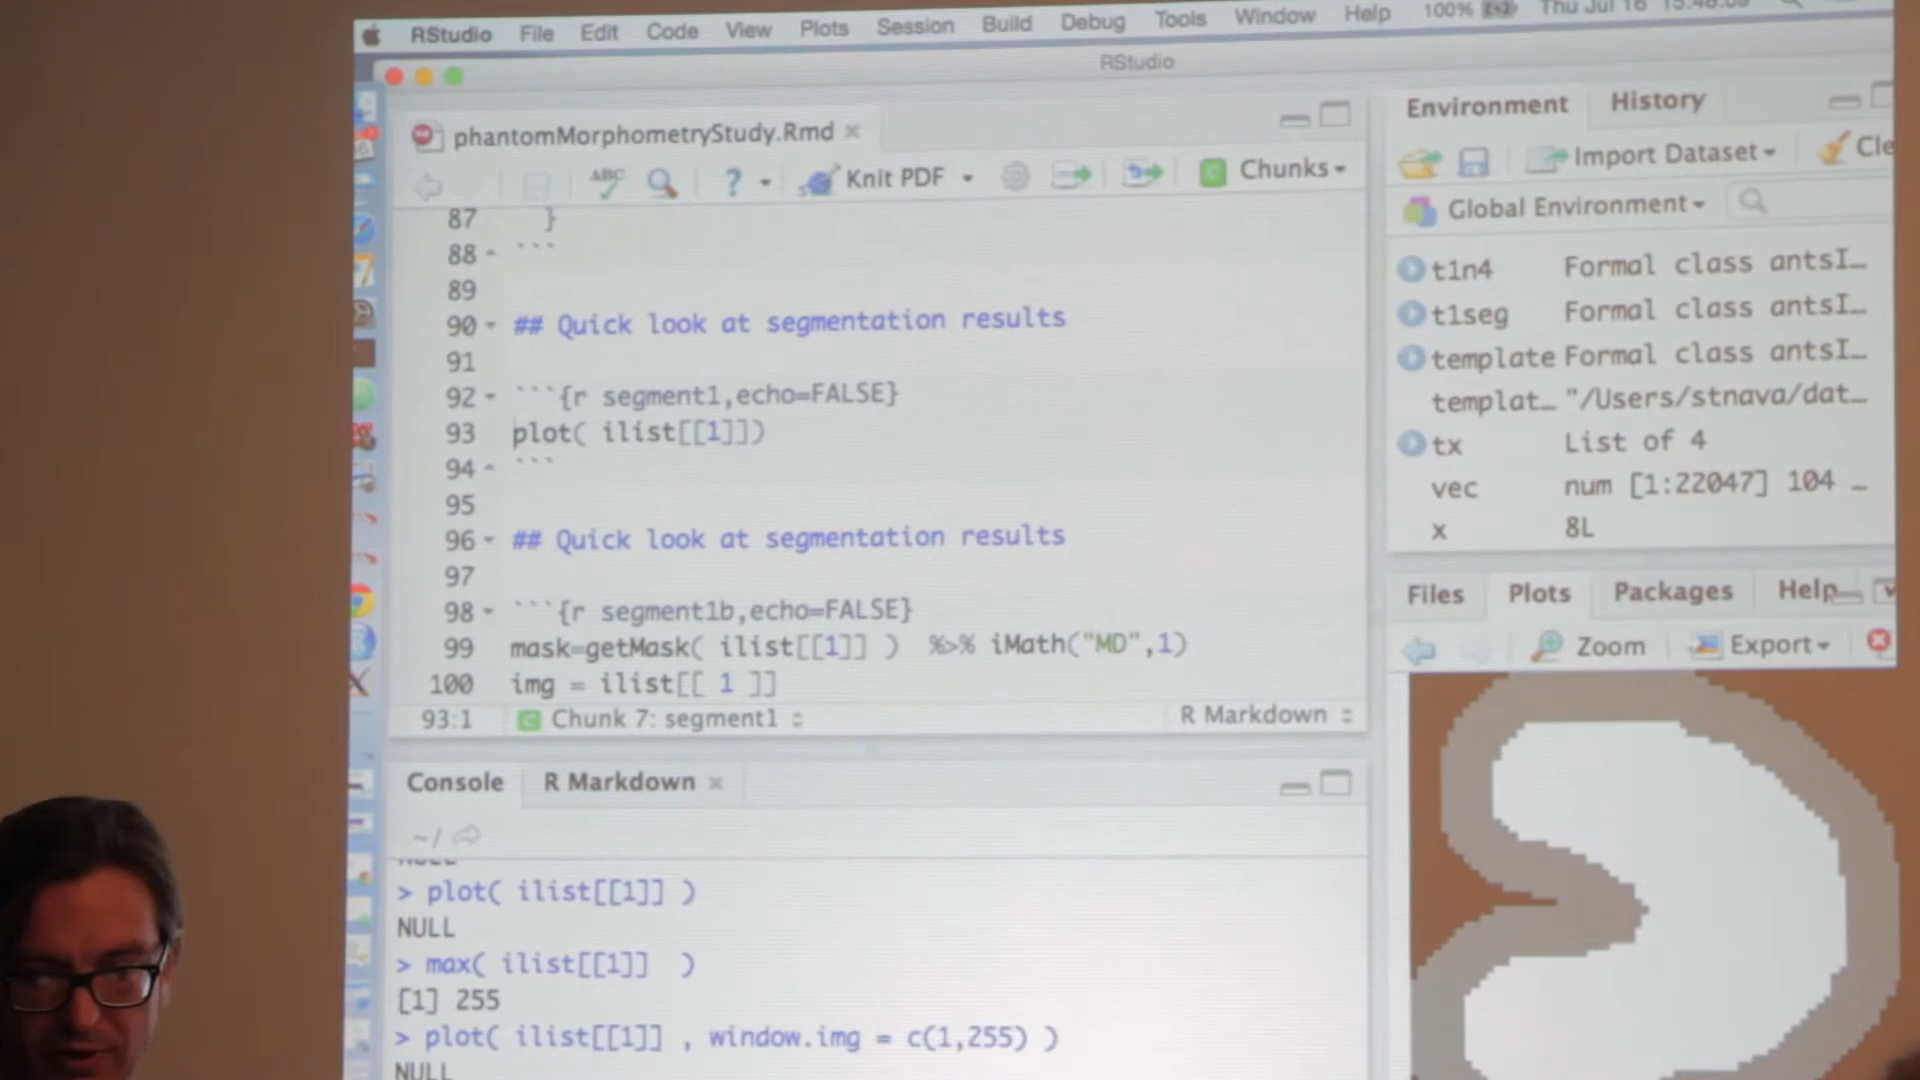 RStudio File Edit Code View Plots Session Build Debug Tools Window Help 100% Thu Jul 16
RStudio
phantomMorphometryStudy.Rmd
ABC ? Knit PDF Chunks
87 }
88 ```
89
90 ## Quick look at segmentation results
91
92 ```{r segment1,echo=FALSE}
93 plot( ilist[[1]])
94 ```
95
96 ## Quick look at segmentation results
97
98 ```{r segment1b,echo=FALSE}
99 mask=getMask( ilist[[1]] ) %>% iMath("MD",1)
100 img = ilist[[ 1 ]]
93:1 Chunk 7: segment1 R Markdown
Console R Markdown
~/
NULL
> plot( ilist[[1]] )
NULL
> max( ilist[[1]] )
[1] 255
> plot( ilist[[1]] , window.img = c(1,255) )
NULL
Environment History
Import Dataset Cle
Global Environment
t1n4 Formal class antsI…
t1seg Formal class antsI…
template Formal class antsI…
templat… "/Users/stnava/dat…
tx List of 4
vec num [1:22047] 104 …
x 8L
Files Plots Packages Help
Zoom Export